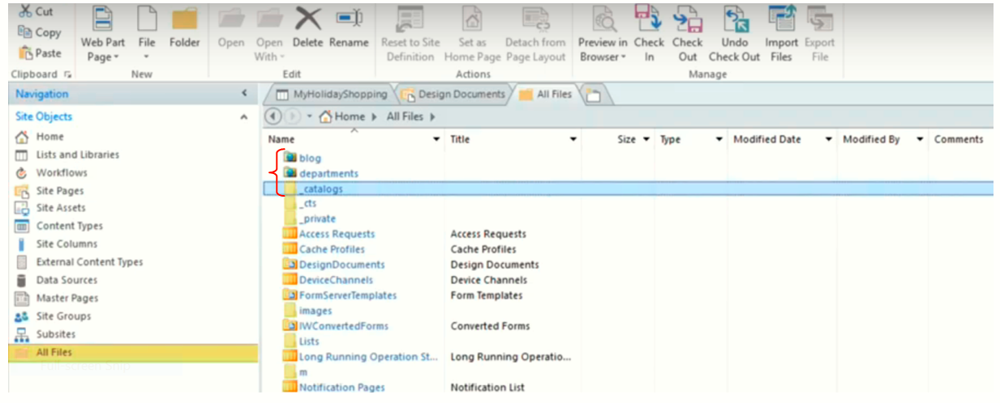 Cut
Copy
Paste
Clipboard
Web Part Page
File
Folder
New
Open
Open With
Delete
Rename
Edit
Reset to Site Definition
Set as Home Page
Detach from Page Layout
Actions
Preview in Browser
Check In
Check Out
Undo Check Out
Import Files
Export File
Manage
Navigation
Site Objects
Home
Lists and Libraries
Workflows
Site Pages
Site Assets
Content Types
Site Columns
External Content Types
Data Sources
Master Pages
Site Groups
Subsites
All Files
MyHolidayShopping Design Documents All Files
Home All Files
Name Title Size Type Modified Date Modified By Comments
blog
departments
_catalogs
_cts
_private
Access Requests Access Requests
Cache Profiles Cache Profiles
DesignDocuments Design Documents
DeviceChannels Device Channels
FormServerTemplates Form Templates
images
IWConvertedForms Converted Forms
Lists
Long Running Operation St... Long Running Operatio...
m
Notification Pages Notification List